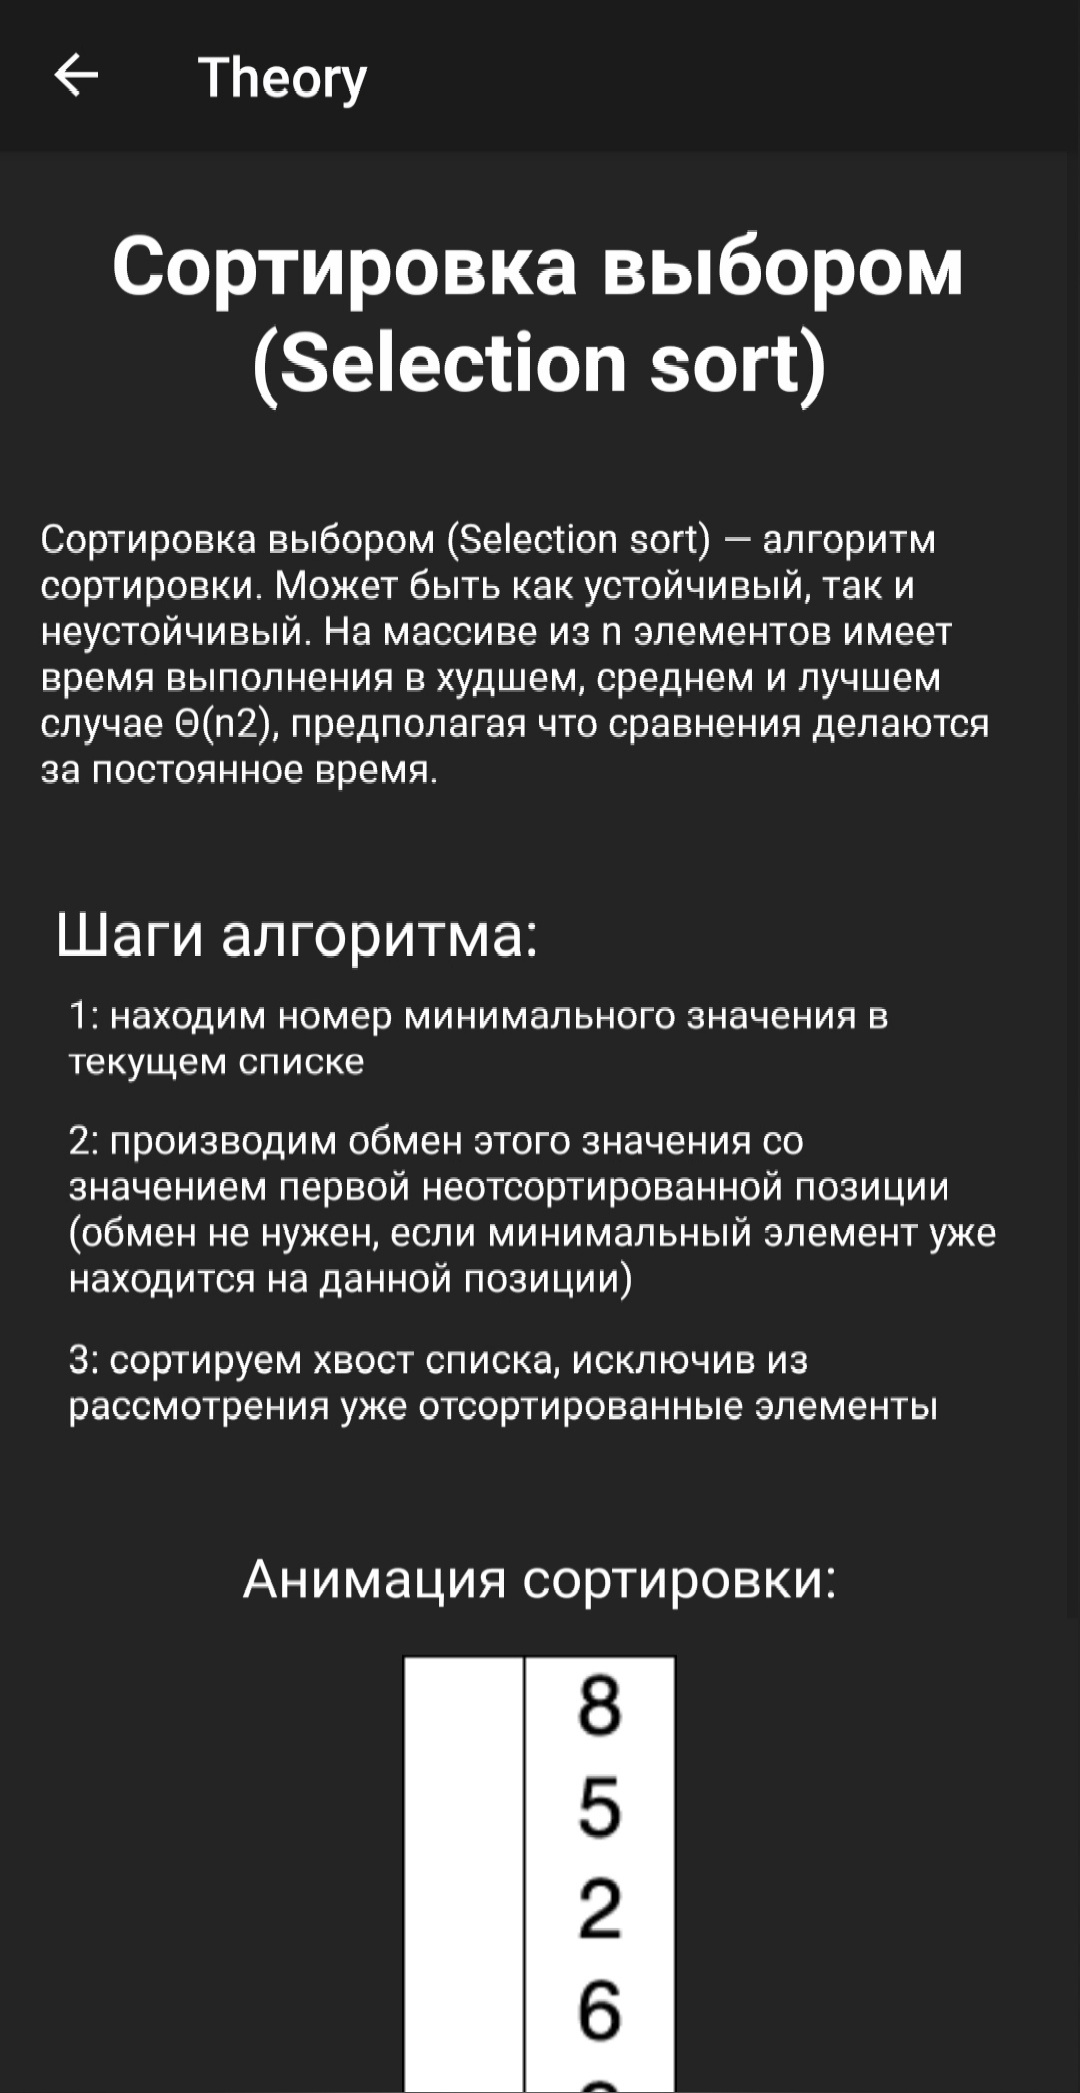 Theory
Сортировка выбором
(Selection sort)
Сортировка выбором (Selection sort) — алгоритм
сортировки. Может быть как устойчивый, так и
неустойчивый. На массиве из n элементов имеет
время выполнения в худшем, среднем и лучшем
случае Θ(n2), предполагая что сравнения делаются
за постоянное время.
Шаги алгоритма:
1: находим номер минимального значения в
текущем списке
2: производим обмен этого значения со
значением первой неотсортированной позиции
(обмен не нужен, если минимальный элемент уже
находится на данной позиции)
3: сортируем хвост списка, исключив из
рассмотрения уже отсортированные элементы
Анимация сортировки:
8
5
2
6